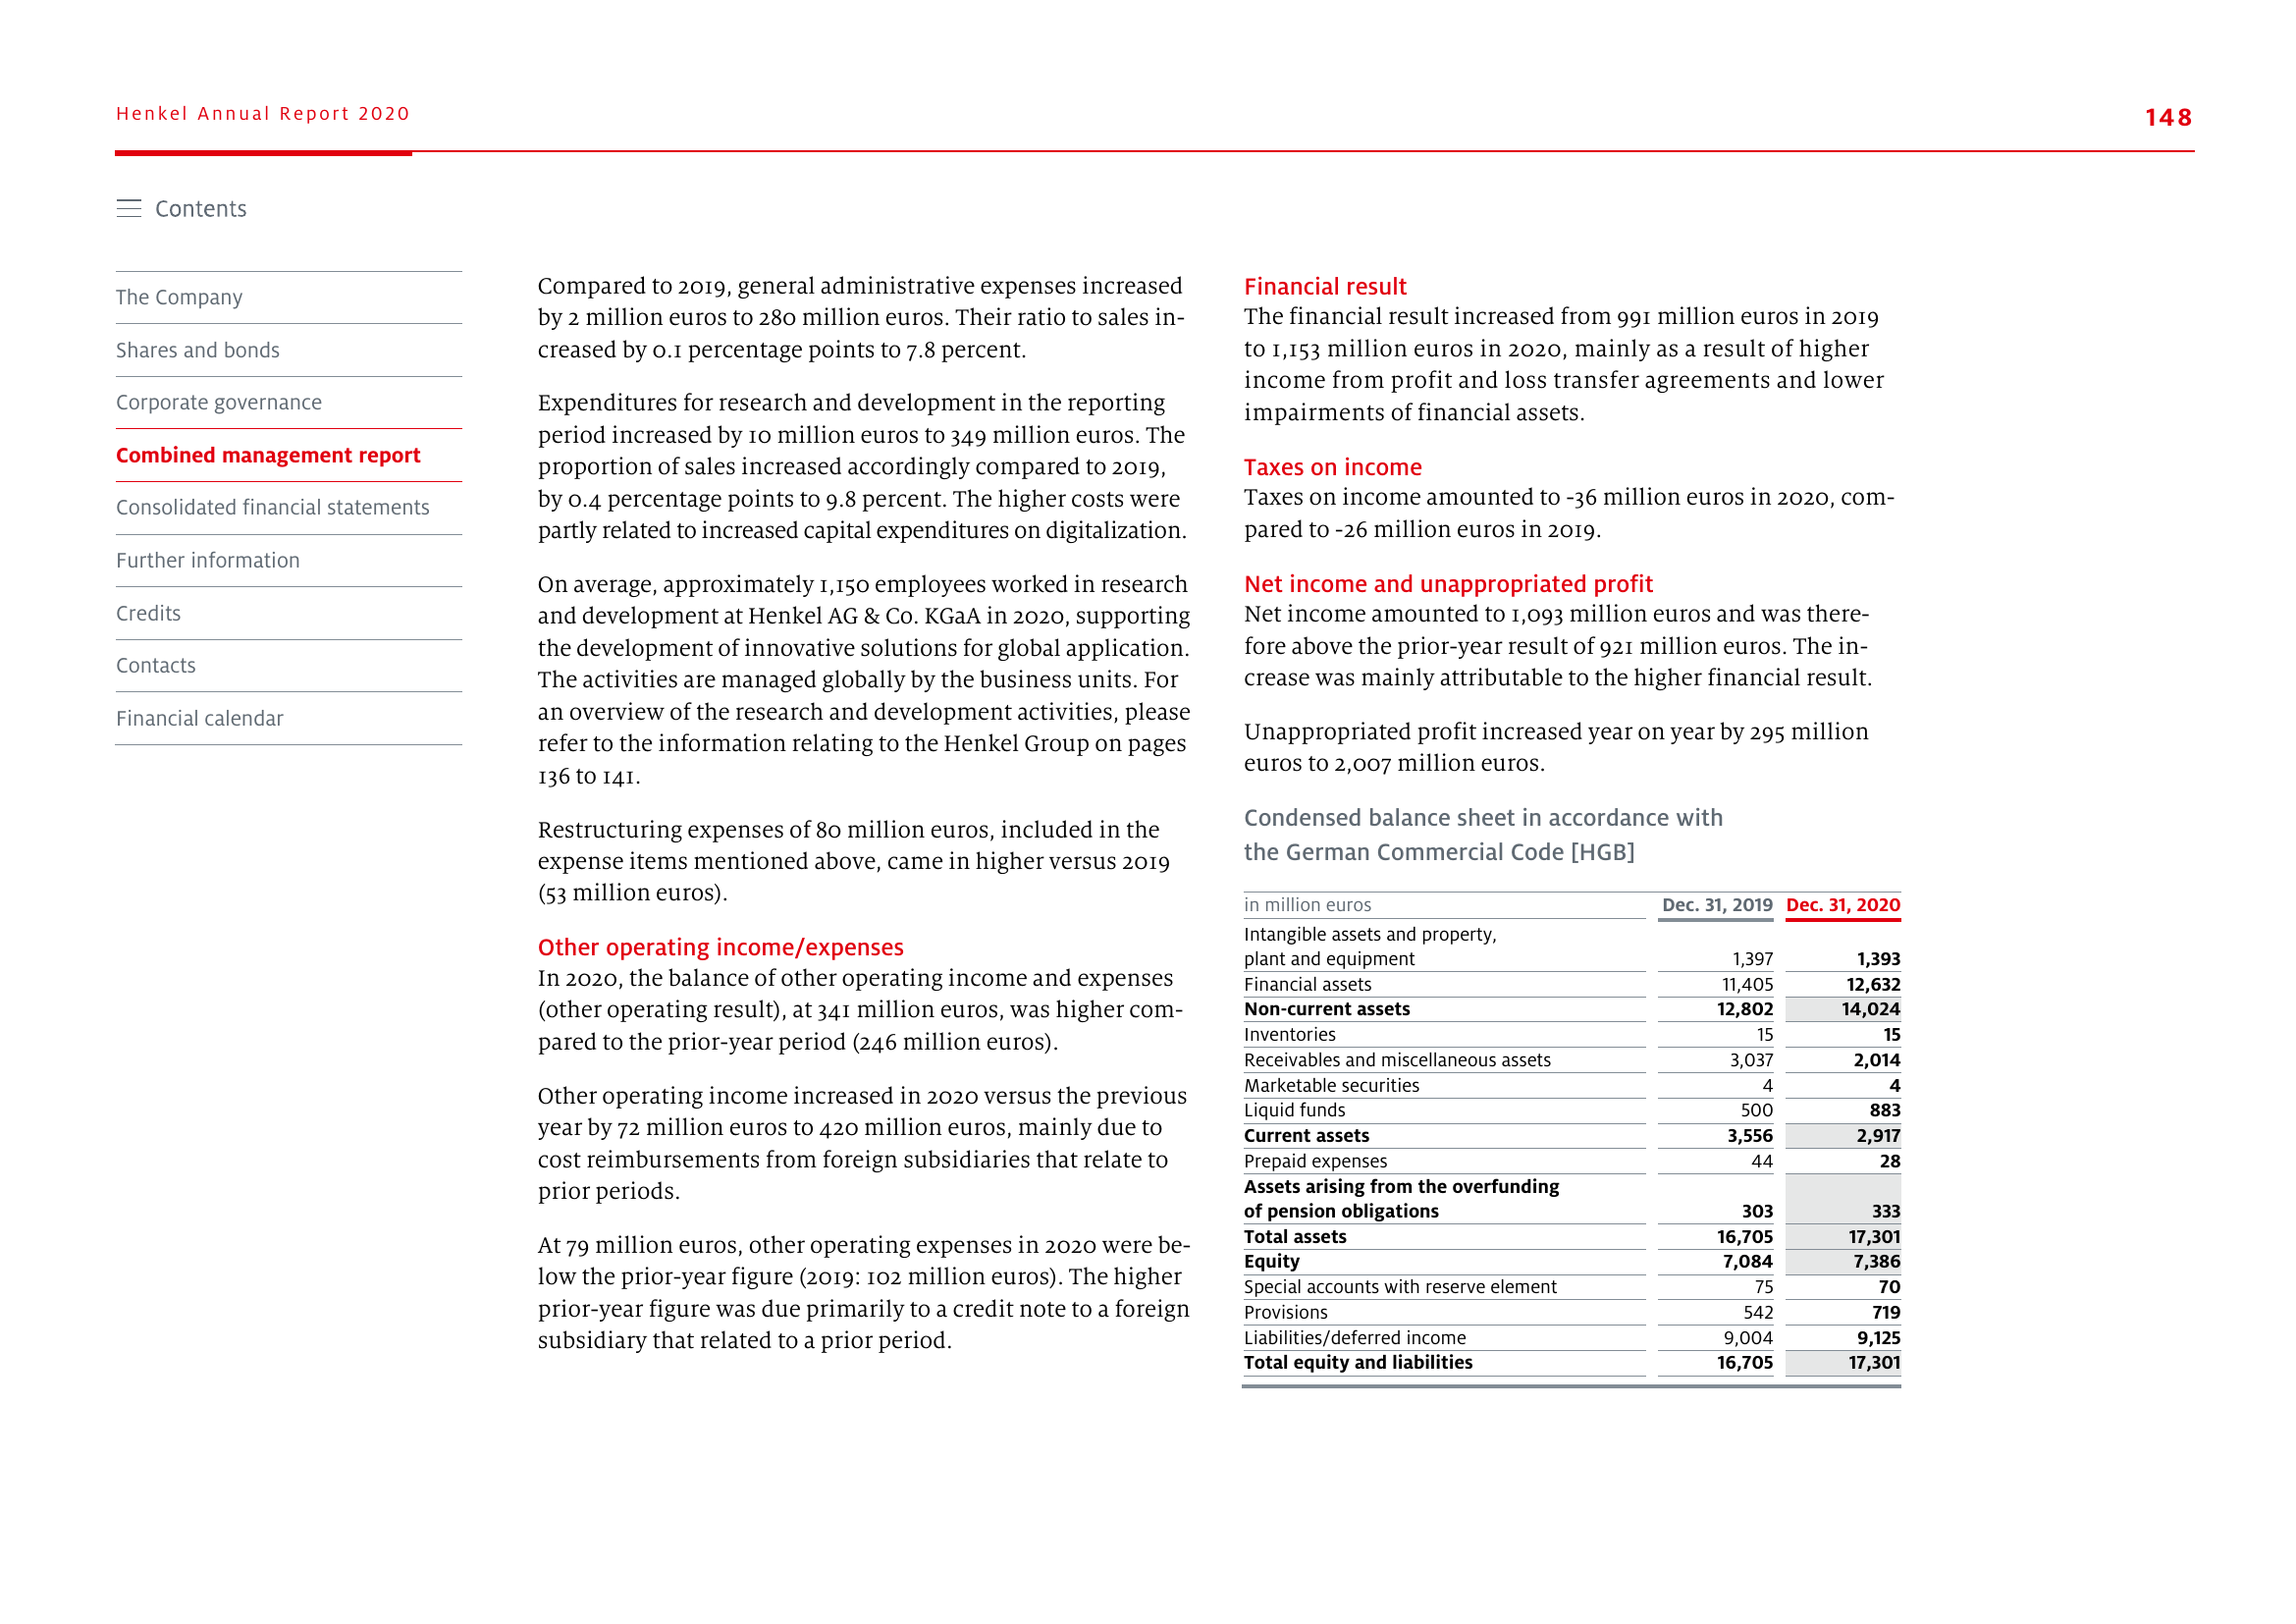 Henkel Annual Report 2020
148
Contents
The Company
Shares and bonds
Corporate governance
Combined management report
Consolidated financial statements
Further information
Credits
Contacts
Financial calendar
Compared to 2019, general administrative expenses increased
by 2 million euros to 280 million euros. Their ratio to sales in-
creased by 0.1 percentage points to 7.8 percent.
Expenditures for research and development in the reporting
period increased by 10 million euros to 349 million euros. The
proportion of sales increased accordingly compared to 2019,
by 0.4 percentage points to 9.8 percent. The higher costs were
partly related to increased capital expenditures on digitalization.
On average, approximately 1,150 employees worked in research
and development at Henkel AG & Co. KGaA in 2020, supporting
the development of innovative solutions for global application.
The activities are managed globally by the business units. For
an overview of the research and development activities, please
refer to the information relating to the Henkel Group on pages
136 to 141.
Restructuring expenses of 80 million euros, included in the
expense items mentioned above, came in higher versus 2019
(53 million euros).
Other operating income/expenses
In 2020, the balance of other operating income and expenses
(other operating result), at 341 million euros, was higher com-
pared to the prior-year period (246 million euros).
Other operating income increased in 2020 versus the previous
year by 72 million euros to 420 million euros, mainly due to
cost reimbursements from foreign subsidiaries that relate to
prior periods.
At 79 million euros, other operating expenses in 2020 were be-
low the prior-year figure (2019: 102 million euros). The higher
prior-year figure was due primarily to a credit note to a foreign
subsidiary that related to a prior period.
Financial result
The financial result increased from 991 million euros in 2019
to 1,153 million euros in 2020, mainly as a result of higher
income from profit and loss transfer agreements and lower
impairments of financial assets.
Taxes on income
Taxes on income amounted to -36 million euros in 2020, com-
pared to -26 million euros in 2019.
Net income and unappropriated profit
Net income amounted to 1,093 million euros and was there-
fore above the prior-year result of 921 million euros. The in-
crease was mainly attributable to the higher financial result.
Unappropriated profit increased year on year by 295 million
euros to 2,007 million euros.
Condensed balance sheet in accordance with
the German Commercial Code [HGB]
in million euros Dec. 31, 2019 Dec. 31, 2020
Intangible assets and property,
plant and equipment 1,397 1,393
Financial assets 11,405 12,632
Non-current assets 12,802 14,024
Inventories 15 15
Receivables and miscellaneous assets 3,037 2,014
Marketable securities 4 4
Liquid funds 500 883
Current assets 3,556 2,917
Prepaid expenses 44 28
Assets arising from the overfunding
of pension obligations 303 333
Total assets 16,705 17,301
Equity 7,084 7,386
Special accounts with reserve element 75 70
Provisions 542 719
Liabilities/deferred income 9,004 9,125
Total equity and liabilities 16,705 17,301